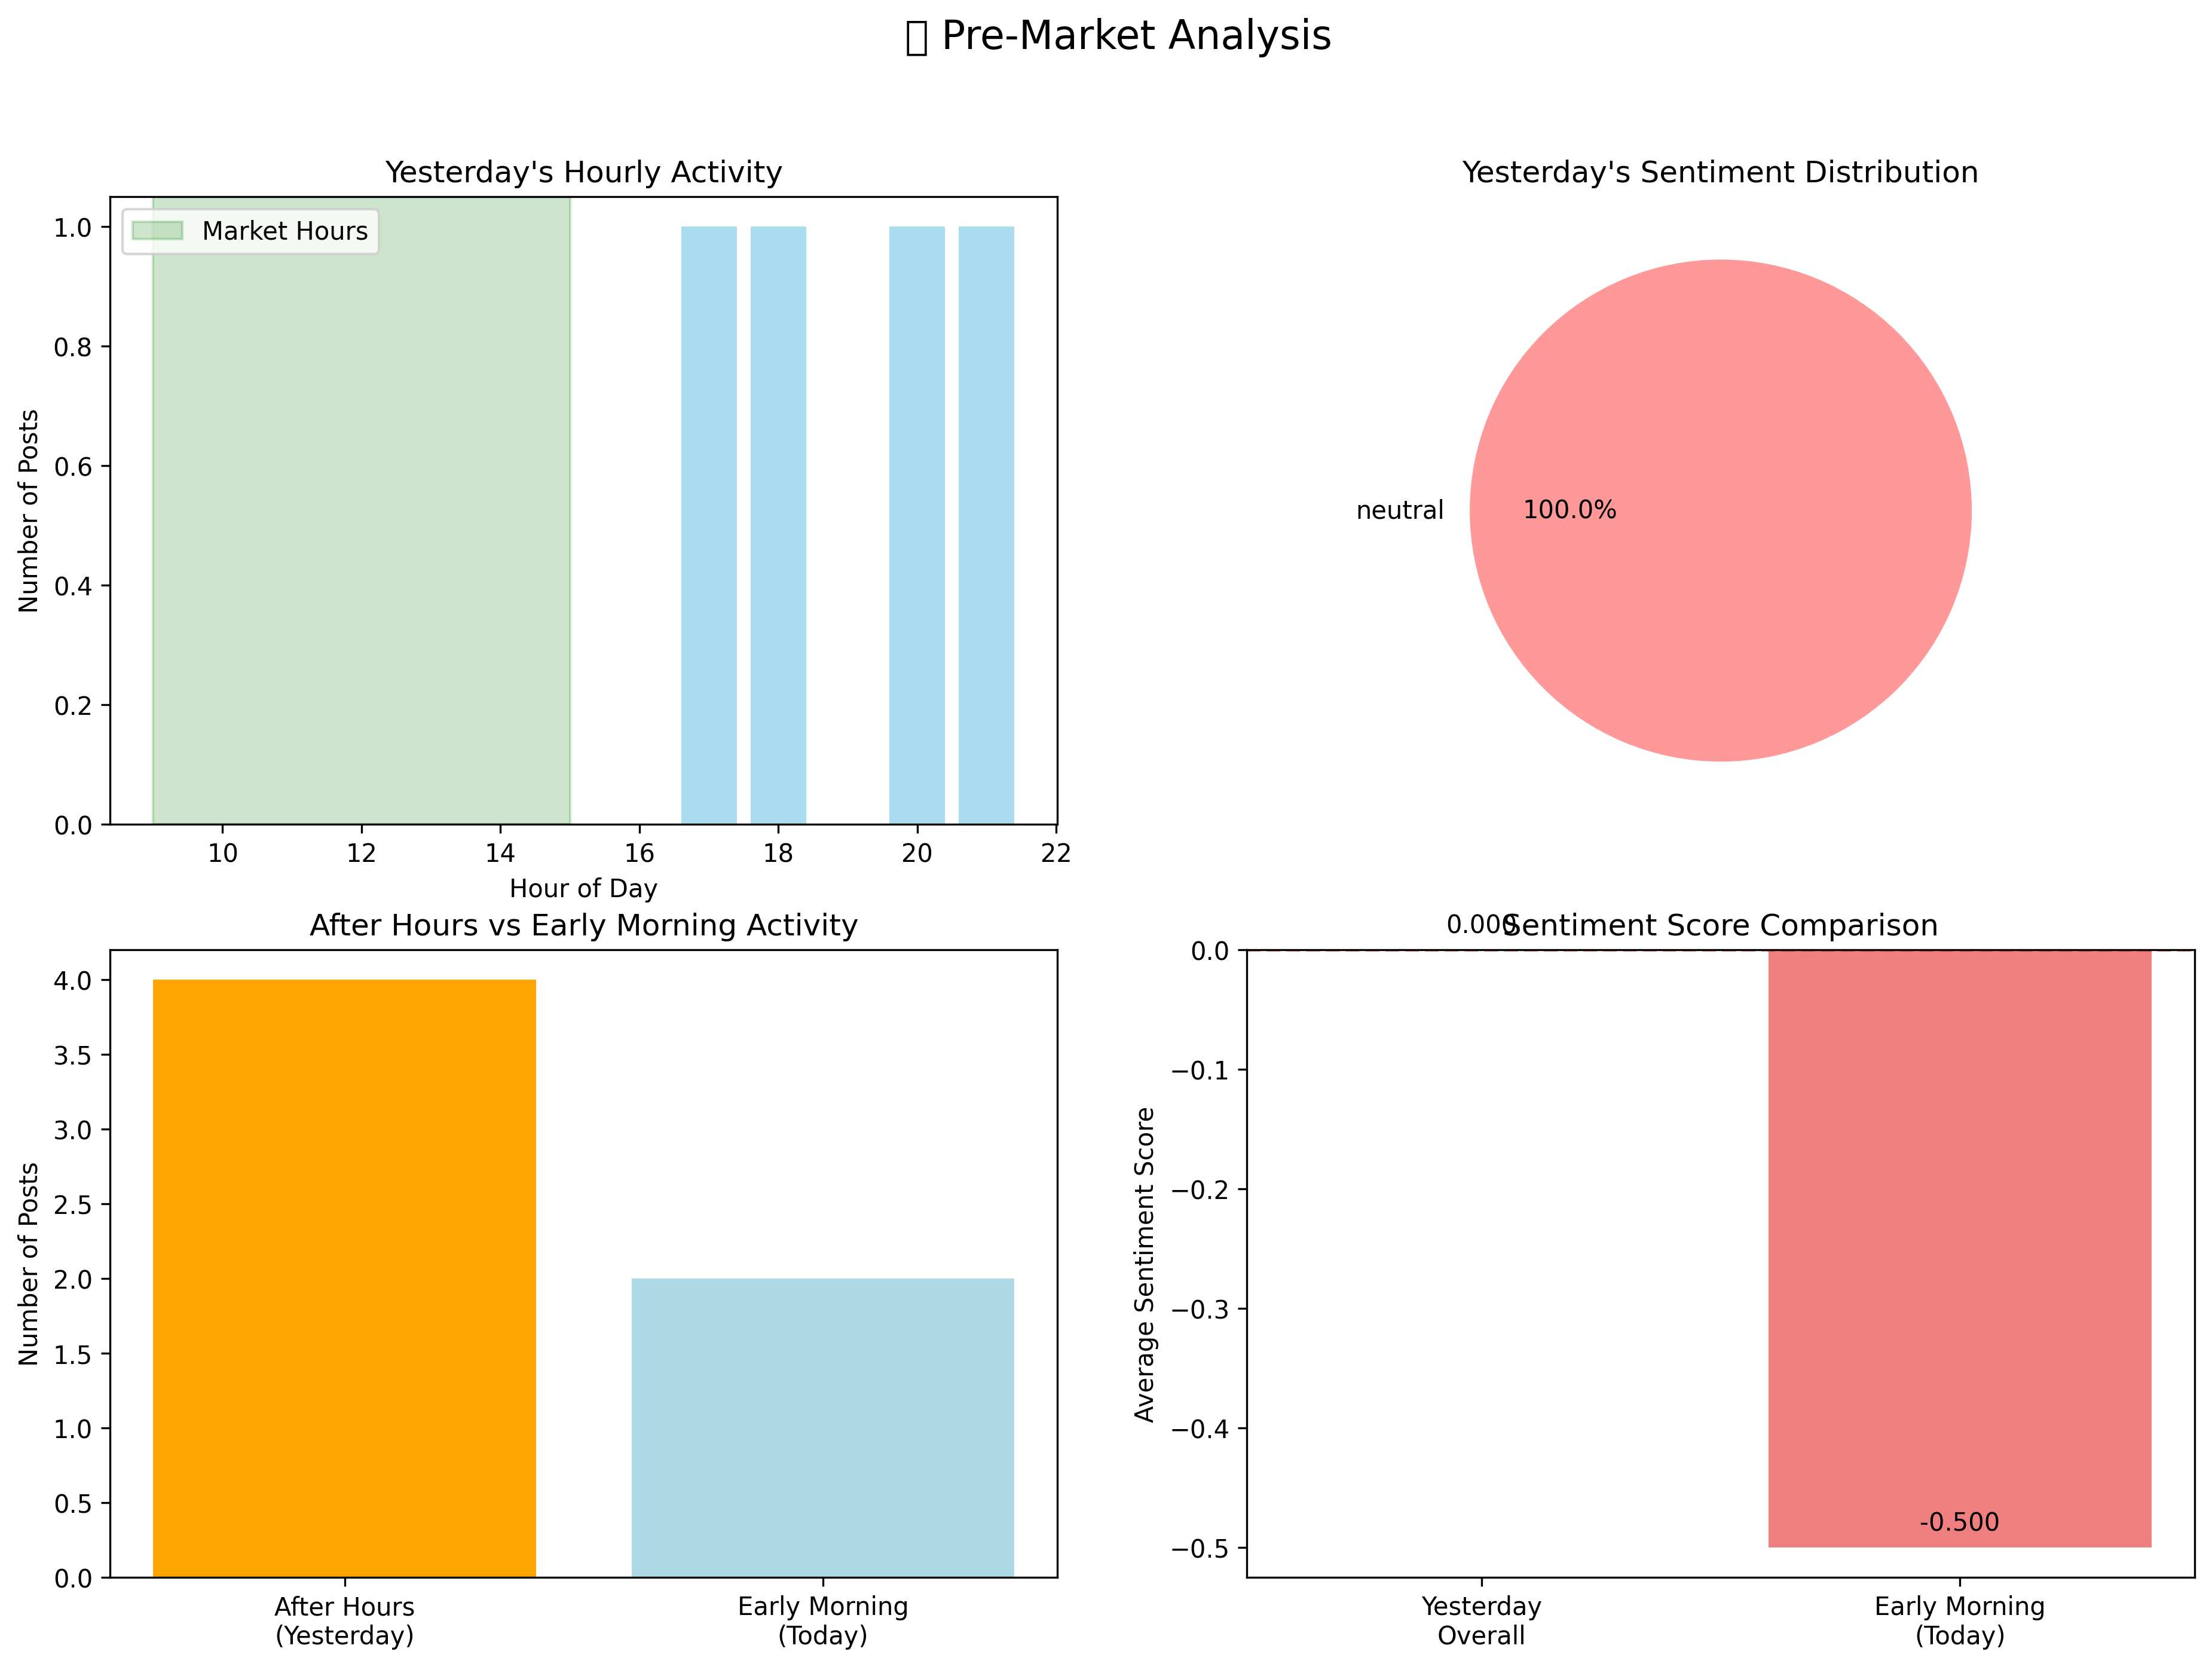 Pre-Market Analysis
Yesterday's Hourly Activity
Market Hours
Number of Posts
1.0
0.8
0.6
0.4
0.2
0.0
10 12 14 16 18 20 22
Hour of Day
Yesterday's Sentiment Distribution
neutral
100.0%
After Hours vs Early Morning Activity
Number of Posts
4.0
3.5
3.0
2.5
2.0
1.5
1.0
0.5
0.0
After Hours
(Yesterday)
Early Morning
(Today)
Sentiment Score Comparison
0.000
Average Sentiment Score
0.0
−0.1
−0.2
−0.3
−0.4
−0.5
-0.500
Yesterday
Overall
Early Morning
(Today)